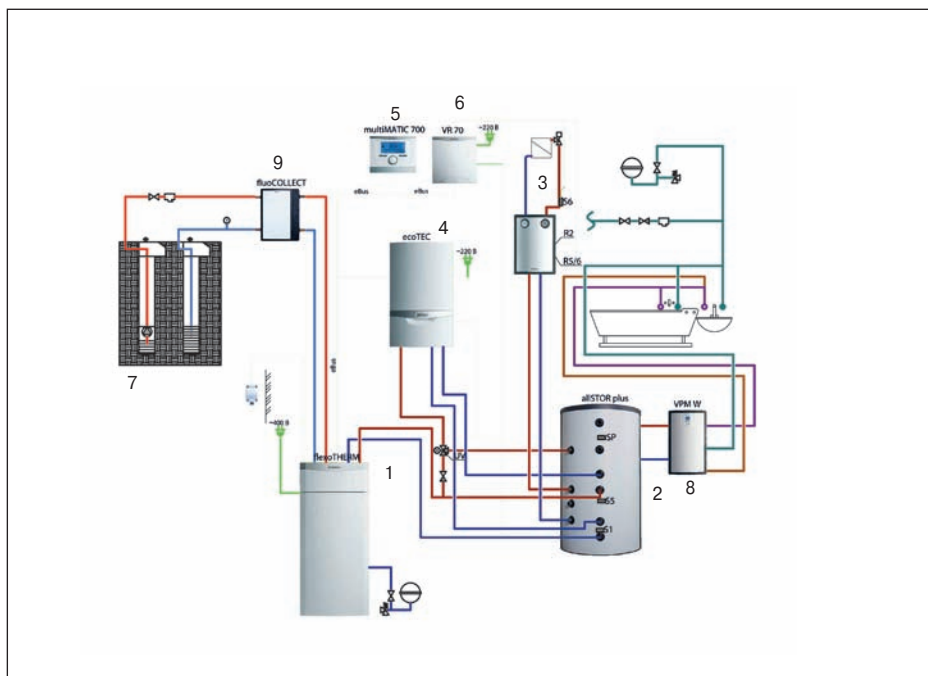 5
6
multiMATIC 700
VR 70
~220 В
eBus
eBus
9
fluoCOLLECT
3
S6
4
ecoTEC
~220 В
R2
RS/6
7
eBus
~400 В
flexoTHERM
1
UV
allSTOR plus
VPM W
SP
2
8
S5
S1